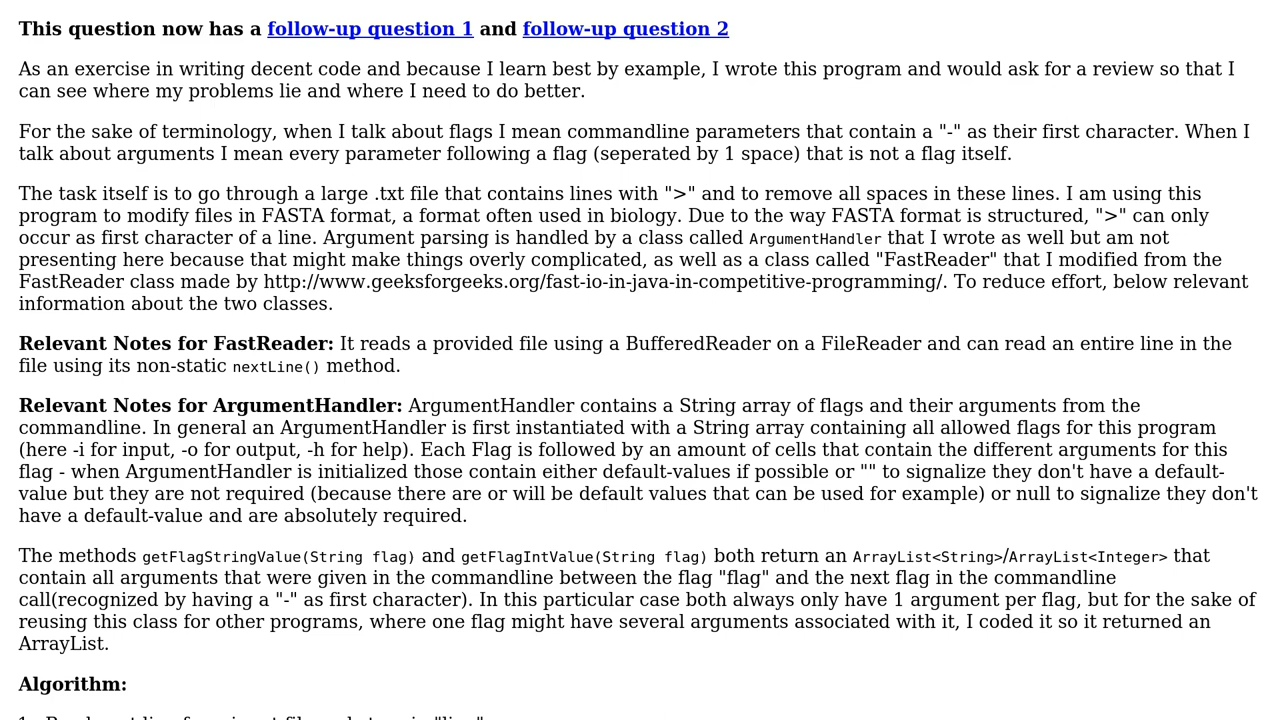 This question now has a follow-up question 1 and follow-up question 2
As an exercise in writing decent code and because I learn best by example, I wrote this program and would ask for a review so that I
can see where my problems lie and where I need to do better.
For the sake of terminology, when I talk about flags I mean commandline parameters that contain a "-" as their first character. When I
talk about arguments I mean every parameter following a flag (seperated by 1 space) that is not a flag itself.
The task itself is to go through a large .txt file that contains lines with ">" and to remove all spaces in these lines. I am using this
program to modify files in FASTA format, a format often used in biology. Due to the way FASTA format is structured, ">" can only
occur as first character of a line. Argument parsing is handled by a class called ArgumentHandler that I wrote as well but am not
presenting here because that might make things overly complicated, as well as a class called "FastReader" that I modified from the
FastReader class made by http://www.geeksforgeeks.org/fast-io-in-java-in-competitive-programming/. To reduce effort, below relevant
information about the two classes.
Relevant Notes for FastReader: It reads a provided file using a BufferedReader on a FileReader and can read an entire line in the
file using its non-static nextLine() method.
Relevant Notes for ArgumentHandler: ArgumentHandler contains a String array of flags and their arguments from the
commandline. In general an ArgumentHandler is first instantiated with a String array containing all allowed flags for this program
(here -i for input, -o for output, -h for help). Each Flag is followed by an amount of cells that contain the different arguments for this
flag - when ArgumentHandler is initialized those contain either default-values if possible or "" to signalize they don't have a default-
value but they are not required (because there are or will be default values that can be used for example) or null to signalize they don't
have a default-value and are absolutely required.
The methods getFlagStringValue(String flag) and getFlagIntValue(String flag) both return an ArrayList<String>/ArrayList<Integer> that
contain all arguments that were given in the commandline between the flag "flag" and the next flag in the commandline
call(recognized by having a "-" as first character). In this particular case both always only have 1 argument per flag, but for the sake of
reusing this class for other programs, where one flag might have several arguments associated with it, I coded it so it returned an
ArrayList.
Algorithm: